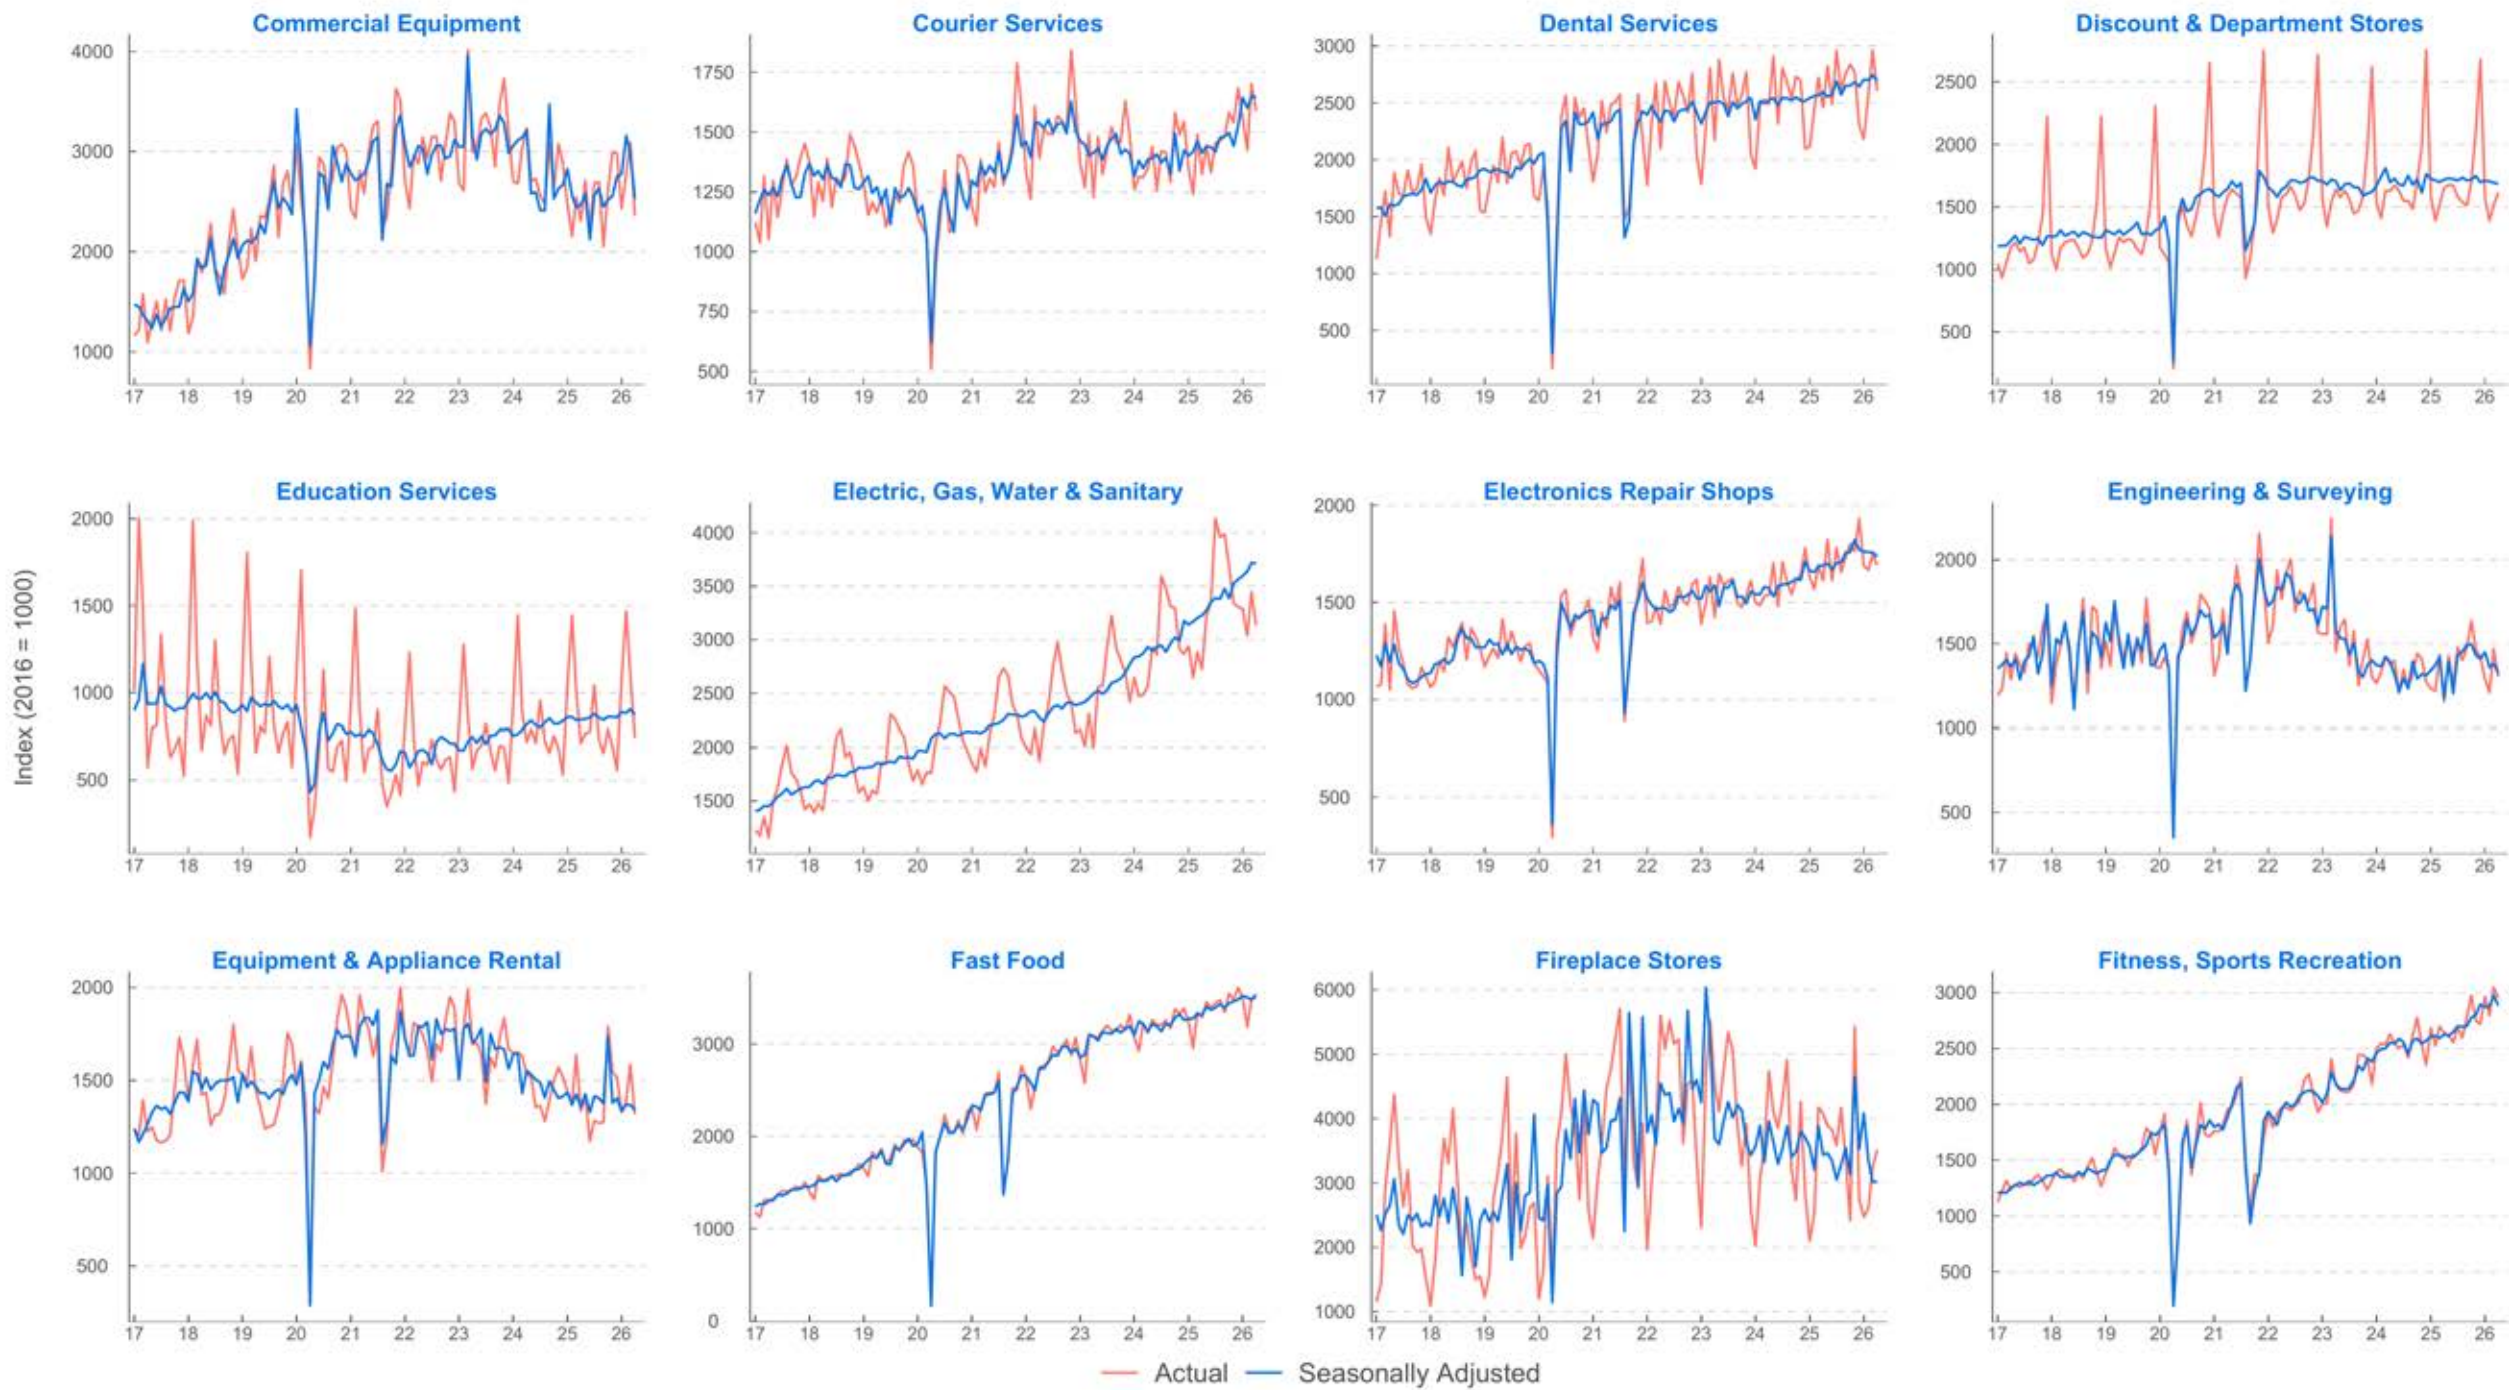 Commercial Equipment
4000
3000
2000
1000
17 18 19 20 21 22 23 24 25 26
Courier Services
1750
1500
1250
1000
750
500
17 18 19 20 21 22 23 24 25 26
Dental Services
3000
2500
2000
1500
1000
500
17 18 19 20 21 22 23 24 25 26
Discount & Department Stores
2500
2000
1500
1000
500
17 18 19 20 21 22 23 24 25 26
Index (2016 = 1000)
Education Services
2000
1500
1000
500
17 18 19 20 21 22 23 24 25 26
Electric, Gas, Water & Sanitary
4000
3500
3000
2500
2000
1500
17 18 19 20 21 22 23 24 25 26
Electronics Repair Shops
2000
1500
1000
500
17 18 19 20 21 22 23 24 25 26
Engineering & Surveying
2000
1500
1000
500
17 18 19 20 21 22 23 24 25 26
Equipment & Appliance Rental
2000
1500
1000
500
17 18 19 20 21 22 23 24 25 26
Fast Food
3000
2000
1000
0
17 18 19 20 21 22 23 24 25 26
Fireplace Stores
6000
5000
4000
3000
2000
1000
17 18 19 20 21 22 23 24 25 26
Fitness, Sports Recreation
3000
2500
2000
1500
1000
500
17 18 19 20 21 22 23 24 25 26
Actual Seasonally Adjusted